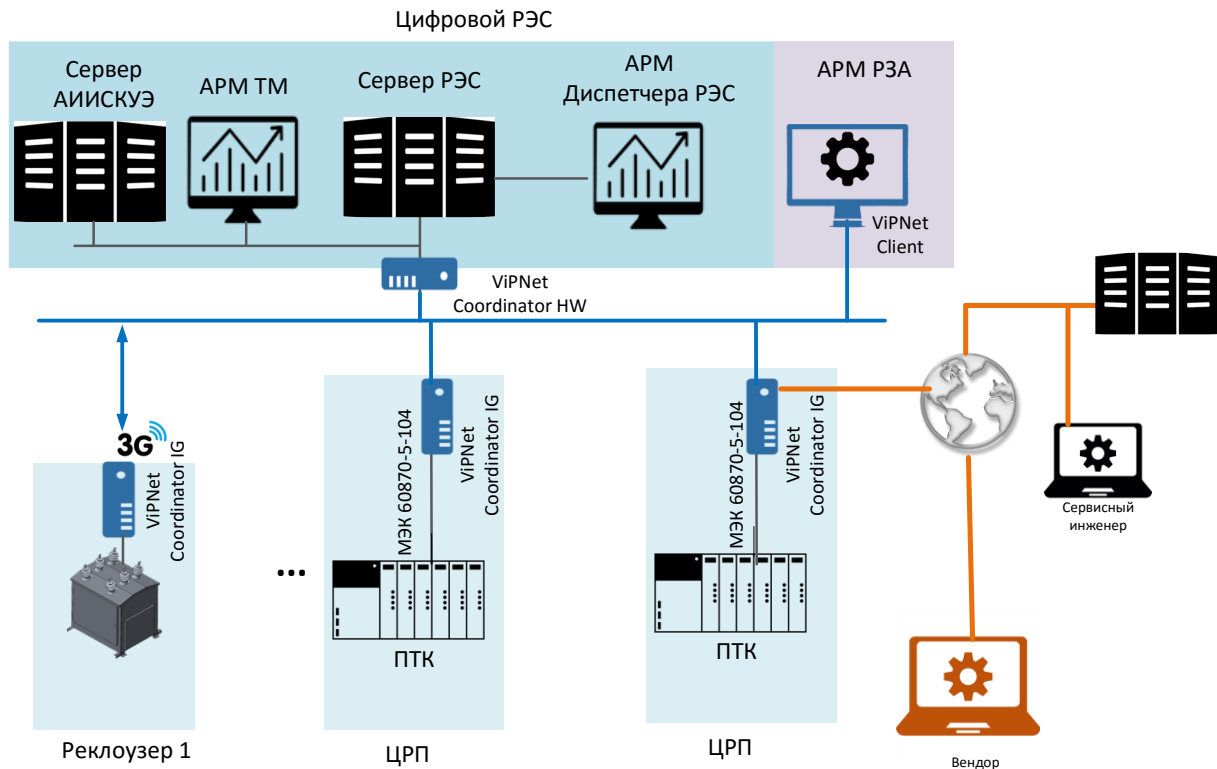 Цифровой РЭС
Сервер
АИИСКУЭ
АРМ ТМ
Сервер РЭС
АРМ
Диспетчера РЭС
АРМ РЗА
ViPNet
Client
ViPNet
Coordinator HW
3G
ViPNet
Coordinator IG
МЭК 60870-5-104
ViPNet
Coordinator IG
МЭК 60870-5-104
ViPNet
Coordinator IG
Сервисный
инженер
...
ПТК
ПТК
Реклоузер 1
ЦРП
ЦРП
Вендор